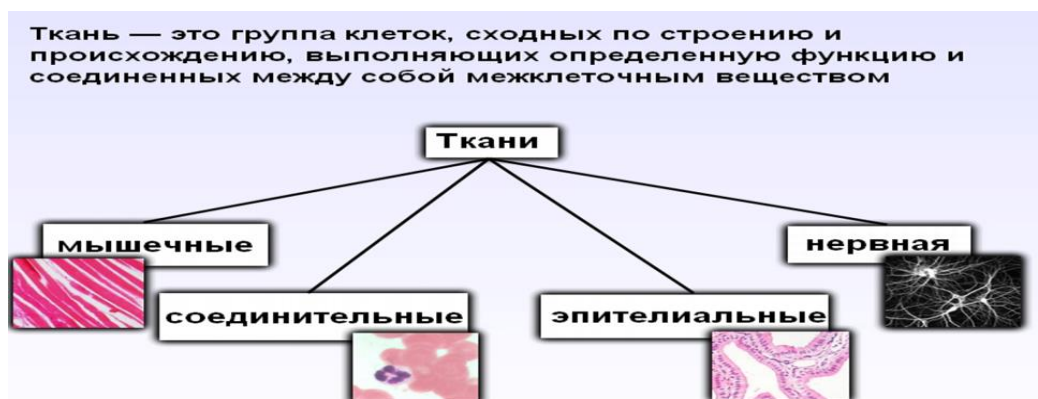 Ткань — это группа клеток, сходных по строению и
происхождению, выполняющих определенную функцию и
соединенных между собой межклеточным веществом
Ткани
мышечные
нервная
соединительные
эпителиальные